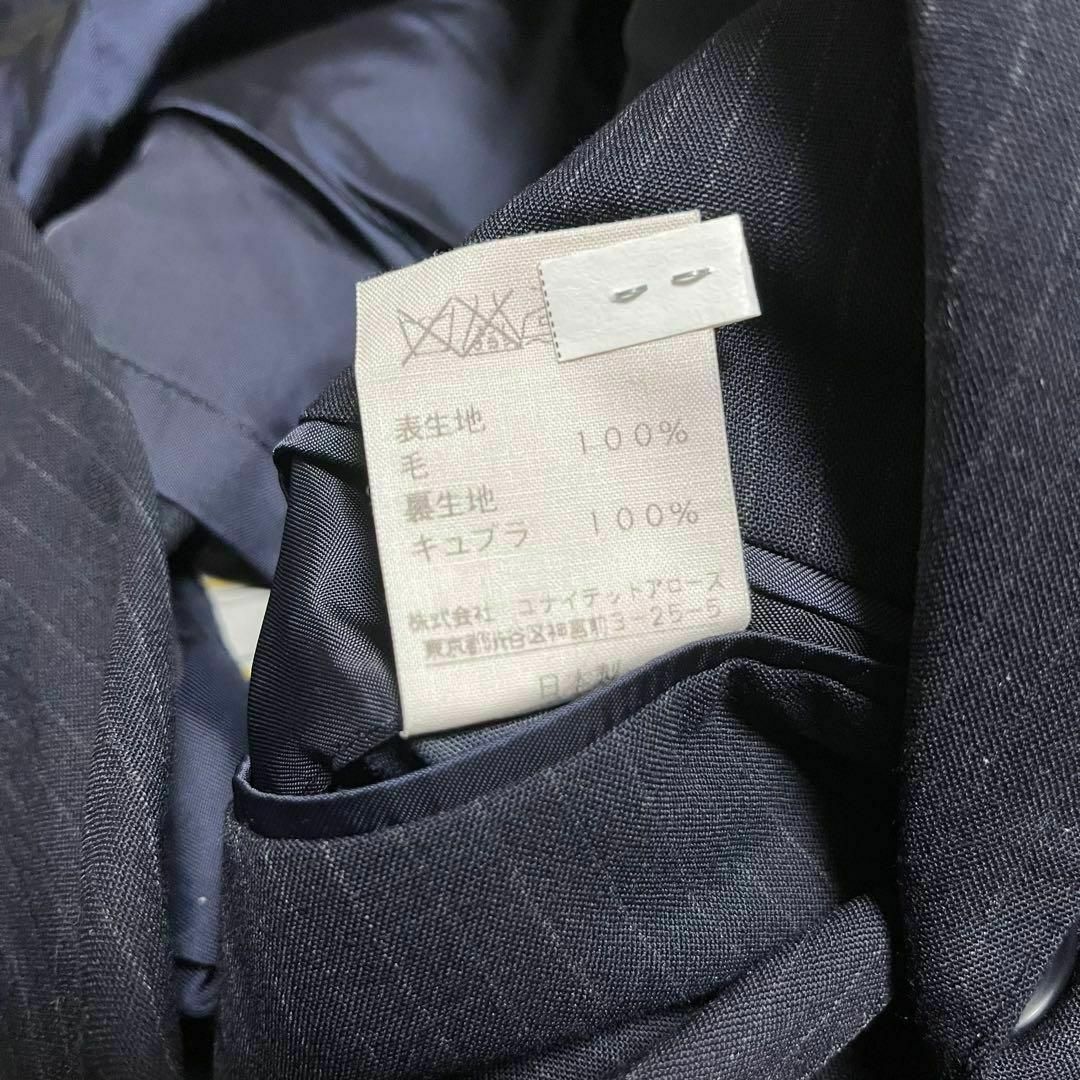 表生地
毛 100%
裏生地
キュプラ 100%
株式会社 ユナイテッドアローズ
東京都渋谷区神宮前3-25-5
日本製